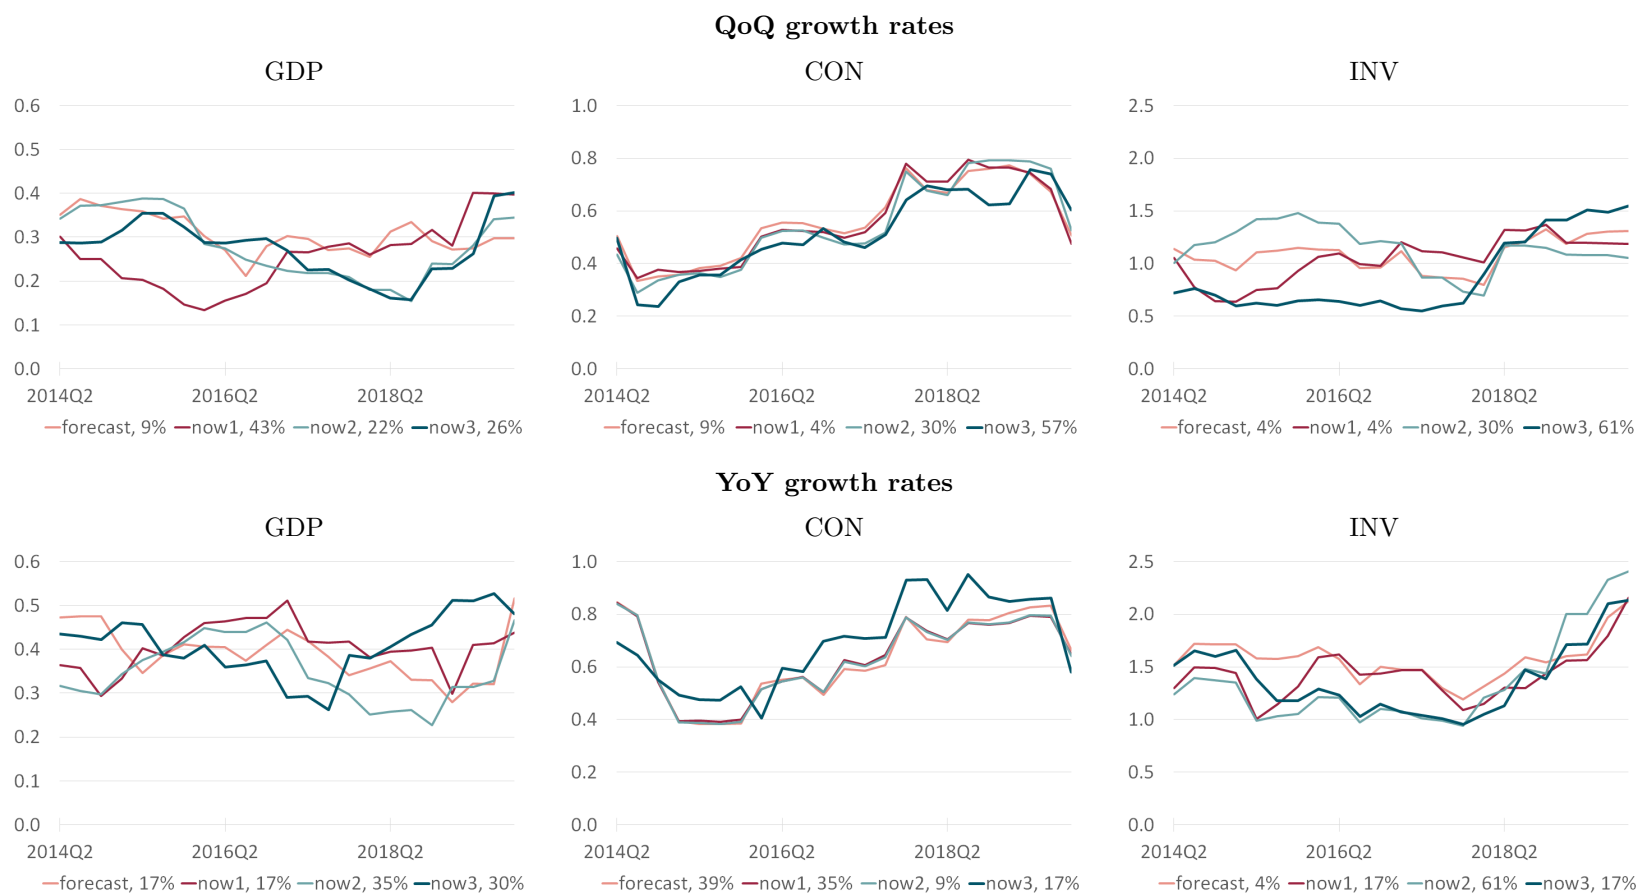 QoQ growth rates
GDP
CON
INV
0.6
0.5
0.4
0.3
0.2
0.1
0.0
2014Q2 2016Q2 2018Q2
forecast, 9% now1, 43% now2, 22% now3, 26%
1.0
0.8
0.6
0.4
0.2
0.0
2014Q2 2016Q2 2018Q2
forecast, 9% now1, 4% now2, 30% now3, 57%
2.5
2.0
1.5
1.0
0.5
0.0
2014Q2 2016Q2 2018Q2
forecast, 4% now1, 4% now2, 30% now3, 61%
YoY growth rates
GDP
CON
INV
0.6
0.5
0.4
0.3
0.2
0.1
0.0
2014Q2 2016Q2 2018Q2
forecast, 17% now1, 17% now2, 35% now3, 30%
1.0
0.8
0.6
0.4
0.2
0.0
2014Q2 2016Q2 2018Q2
forecast, 39% now1, 35% now2, 9% now3, 17%
2.5
2.0
1.5
1.0
0.5
0.0
2014Q2 2016Q2 2018Q2
forecast, 4% now1, 17% now2, 61% now3, 17%